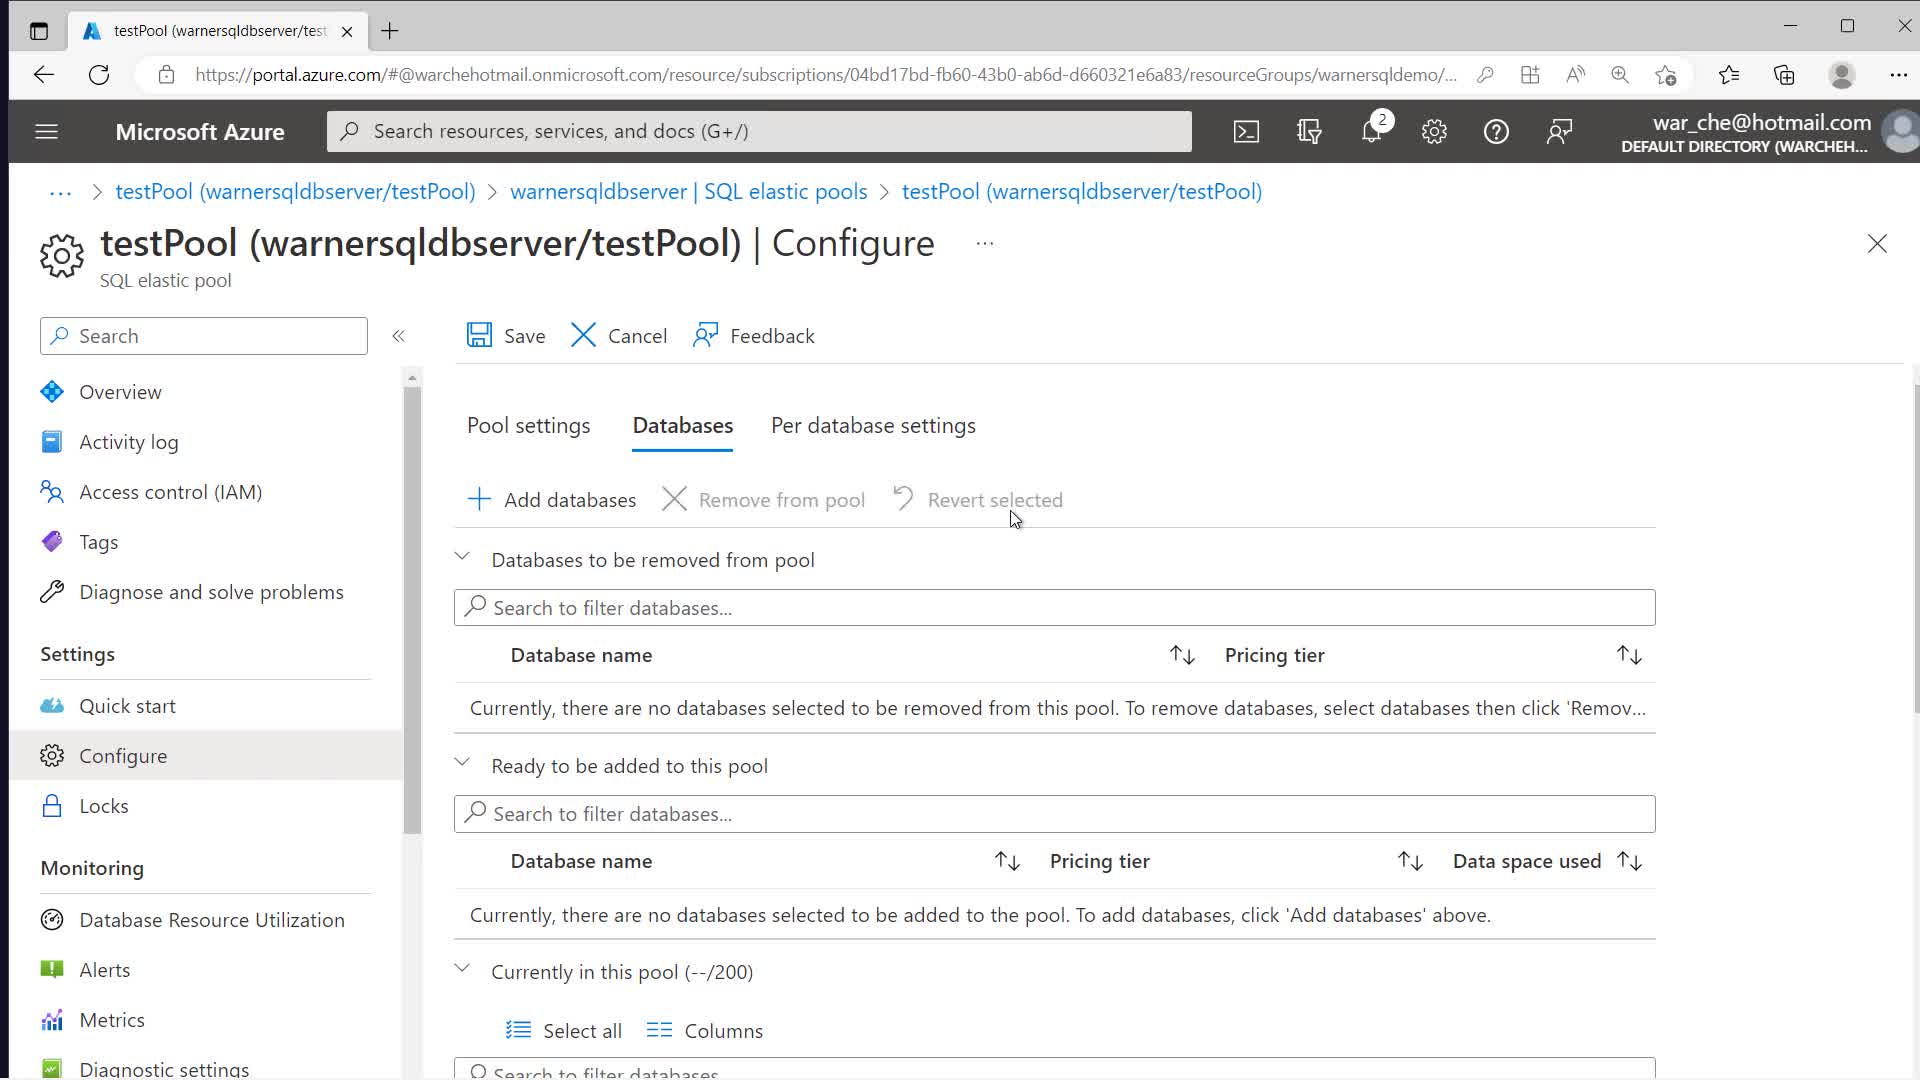 testPool (warnersqldbserver/test
https://portal.azure.com/#@warchehotmail.onmicrosoft.com/resource/subscriptions/04bd17bd-fb60-43b0-ab6d-d660321e6a83/resourceGroups/warnersqldemo/...
Microsoft Azure
Search resources, services, and docs (G+/)
2
war_che@hotmail.com
DEFAULT DIRECTORY (WARCHEH...
... > testPool (warnersqldbserver/testPool) > warnersqldbserver | SQL elastic pools > testPool (warnersqldbserver/testPool)
testPool (warnersqldbserver/testPool) | Configure ...
SQL elastic pool
Search
Save Cancel Feedback
Overview
Activity log
Access control (IAM)
Tags
Diagnose and solve problems
Settings
Quick start
Configure
Locks
Monitoring
Database Resource Utilization
Alerts
Metrics
Diagnostic settings
Pool settings Databases Per database settings
Add databases Remove from pool Revert selected
Databases to be removed from pool
Search to filter databases...
Database name Pricing tier
Currently, there are no databases selected to be removed from this pool. To remove databases, select databases then click 'Remov...
Ready to be added to this pool
Search to filter databases...
Database name Pricing tier Data space used
Currently, there are no databases selected to be added to the pool. To add databases, click 'Add databases' above.
Currently in this pool (--/200)
Select all Columns
Search to filter databases...